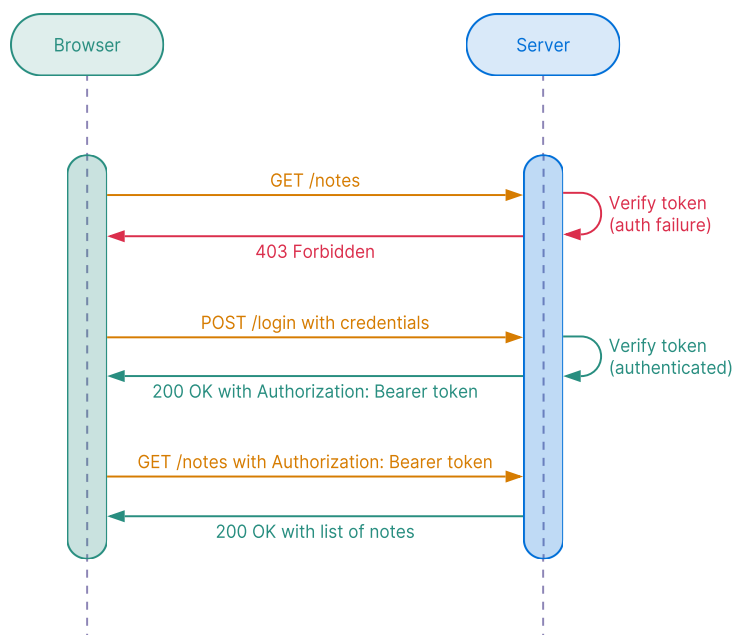 Browser
Server
GET /notes
Verify token
(auth failure)
403 Forbidden
POST /login with credentials
Verify token
(authenticated)
200 OK with Authorization: Bearer token
GET /notes with Authorization: Bearer token
200 OK with list of notes